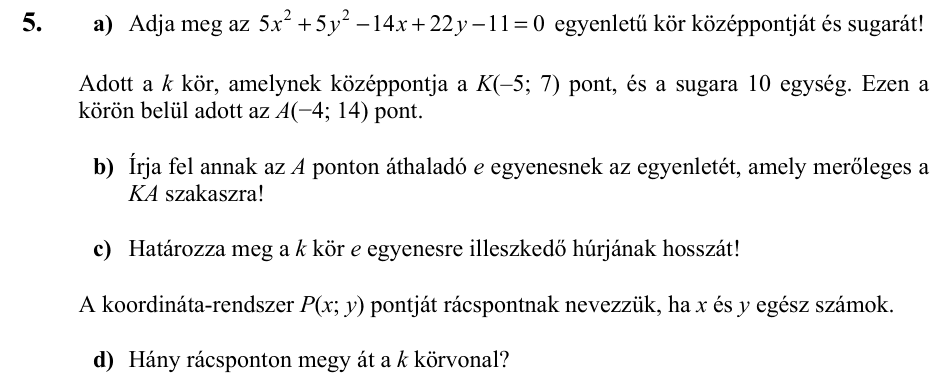 5. a) Adja meg az 5x² + 5y² − 14x + 22y − 11 = 0 egyenletű kör középpontját és sugarát!
Adott a k kör, amelynek középpontja a K(−5; 7) pont, és a sugara 10 egység. Ezen a
körön belül adott az A(−4; 14) pont.
b) Írja fel annak az A ponton áthaladó e egyenesnek az egyenletét, amely merőleges a
KA szakaszra!
c) Határozza meg a k kör e egyenesre illeszkedő húrjának hosszát!
A koordináta-rendszer P(x; y) pontját rácspontnak nevezzük, ha x és y egész számok.
d) Hány rácsponton megy át a k körvonal?